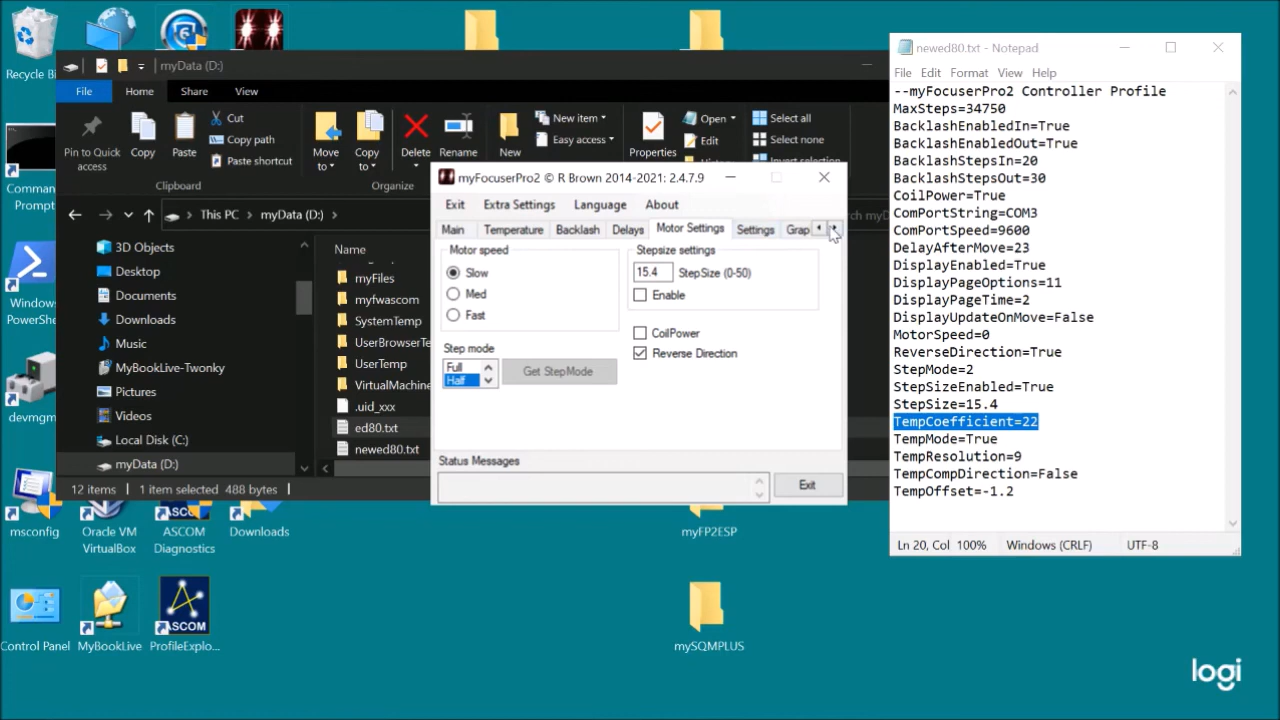 Recycle Bi
Command
Prompt
Windows
PowerShe
devmgm
msconfig
Oracle VM
VirtualBox
ASCOM
Diagnostics
Downloads
Control Panel
MyBookLive
ProfileExplo...
myFP2ESP
mySQMPLUS
myData (D:)
File
Home
Share
View
Pin to Quick
access
Copy
Paste
Cut
Copy path
Paste shortcut
Clipboard
Move
to
Copy
to
Delete
Rename
Organize
New
New item
Easy access
Properties
Open
Edit
Select all
Select none
Invert selection
This PC
myData (D:)
3D Objects
Desktop
Documents
Downloads
Music
MyBookLive-Twonky
Pictures
Videos
Local Disk (C:)
myData (D:)
Name
myFiles
myfwascom
SystemTemp
UserBrowserTe
UserTemp
VirtualMachine
.uid_xxx
ed80.txt
newed80.txt
12 items
1 item selected 488 bytes
myFocuserPro2 © R Brown 2014-2021: 2.4.7.9
Exit
Extra Settings
Language
About
Main
Temperature
Backlash
Delays
Motor Settings
Settings
Grap
Motor speed
Slow
Med
Fast
Stepsize settings
15.4 StepSize (0-50)
Enable
CoilPower
Reverse Direction
Step mode
Full
Half
Get StepMode
Status Messages
Exit
newed80.txt - Notepad
File Edit Format View Help
--myFocuserPro2 Controller Profile
MaxSteps=34750
BacklashEnabledIn=True
BacklashEnabledOut=True
BacklashStepsIn=20
BacklashStepsOut=30
CoilPower=True
ComPortString=COM3
ComPortSpeed=9600
DelayAfterMove=23
DisplayEnabled=True
DisplayPageOptions=11
DisplayPageTime=2
DisplayUpdateOnMove=False
MotorSpeed=0
ReverseDirection=True
StepMode=2
StepSizeEnabled=True
StepSize=15.4
TempCoefficient=22
TempMode=True
TempResolution=9
TempCompDirection=False
TempOffset=-1.2
Ln 20, Col 100% Windows (CRLF) UTF-8
logi